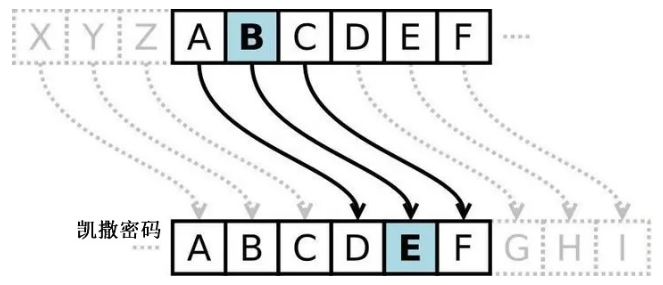 X Y Z A B C D E F ....
凯撒密码
.... A B C D E F G H I